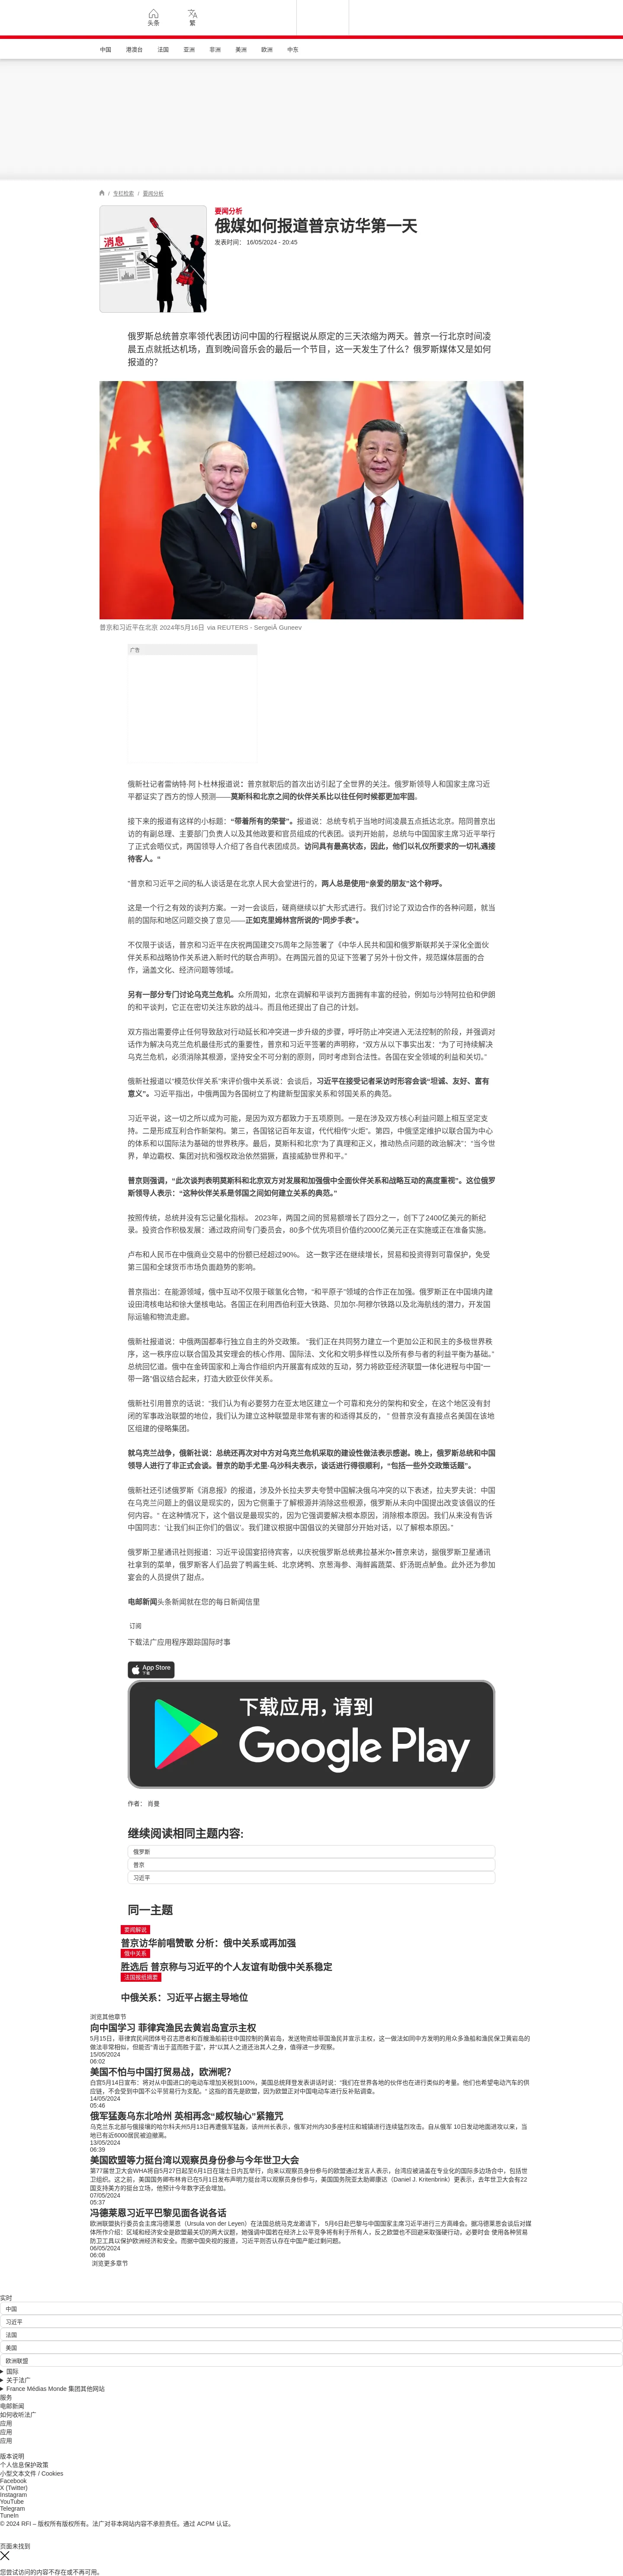 头条
繁
中国
港澳台
法国
亚洲
非洲
美洲
欧洲
中东
/ 专栏检索 / 要闻分析
消息
要闻分析
俄媒如何报道普京访华第一天
发表时间： 16/05/2024 - 20:45
俄罗斯总统普京率领代表团访问中国的行程据说从原定的三天浓缩为两天。普京一行北京时间凌
晨五点就抵达机场，直到晚间音乐会的最后一个节目，这一天发生了什么？俄罗斯媒体又是如何
报道的？
普京和习近平在北京 2024年5月16日 via REUTERS - SergeiÂ Guneev
广告
俄新社记者雷纳特·阿卜杜林报道说：普京就职后的首次出访引起了全世界的关注。俄罗斯领导人和国家主席习近
平都证实了西方的惊人预测——莫斯科和北京之间的伙伴关系比以往任何时候都更加牢固。
接下来的报道有这样的小标题：“带着所有的荣誉”。报道说：总统专机于当地时间凌晨五点抵达北京。陪同普京出
访的有副总理、主要部门负责人以及其他政要和官员组成的代表团。谈判开始前，总统与中国国家主席习近平举行
了正式会晤仪式，两国领导人介绍了各自代表团成员。访问具有最高状态，因此，他们以礼仪所要求的一切礼遇接
待客人。“
“普京和习近平之间的私人谈话是在北京人民大会堂进行的，两人总是使用“亲爱的朋友”这个称呼。
这是一个行之有效的谈判方案。一对一会谈后，磋商继续以扩大形式进行。我们讨论了双边合作的各种问题，就当
前的国际和地区问题交换了意见——正如克里姆林宫所说的“同步手表”。
不仅限于谈话，普京和习近平在庆祝两国建交75周年之际签署了《中华人民共和国和俄罗斯联邦关于深化全面伙
伴关系和战略协作关系进入新时代的联合声明》。在两国元首的见证下签署了另外十份文件，规范媒体层面的合
作，涵盖文化、经济问题等领域。
另有一部分专门讨论乌克兰危机。众所周知，北京在调解和平谈判方面拥有丰富的经验，例如与沙特阿拉伯和伊朗
的和平谈判，它正在密切关注东欧的战斗。而且他还提出了自己的计划。
双方指出需要停止任何导致敌对行动延长和冲突进一步升级的步骤，呼吁防止冲突进入无法控制的阶段，并强调对
话作为解决乌克兰危机最佳形式的重要性，普京和习近平签署的声明称，“双方从以下事实出发：“为了可持续解决
乌克兰危机，必须消除其根源，坚持安全不可分割的原则，同时考虑到合法性。各国在安全领域的利益和关切。”
俄新社报道以“模范伙伴关系”来评价俄中关系说：会谈后，习近平在接受记者采访时形容会谈“坦诚、友好、富有
意义”。习近平指出，中俄两国为各国树立了构建新型国家关系和邻国关系的典范。
习近平说，这一切之所以成为可能，是因为双方都致力于五项原则。一是在涉及双方核心利益问题上相互坚定支
持。二是形成互利合作新架构。第三，各国铭记百年友谊，代代相传“火炬”。第四，中俄坚定维护以联合国为中心
的体系和以国际法为基础的世界秩序。最后，莫斯科和北京“为了真理和正义，推动热点问题的政治解决”：“当今世
界，单边霸权、集团对抗和强权政治依然猖獗，直接威胁世界和平。”
普京则强调，“此次谈判表明莫斯科和北京双方对发展和加强俄中全面伙伴关系和战略互动的高度重视”。这位俄罗
斯领导人表示：“这种伙伴关系是邻国之间如何建立关系的典范。”
按照传统，总统并没有忘记量化指标。 2023年，两国之间的贸易额增长了四分之一，创下了2400亿美元的新纪
录。投资合作积极发展：通过政府间专门委员会，80多个优先项目价值约2000亿美元正在实施或正在准备实施。
卢布和人民币在中俄商业交易中的份额已经超过90%。 这一数字还在继续增长，贸易和投资得到可靠保护，免受
第三国和全球货币市场负面趋势的影响。
普京指出：在能源领域，俄中互动不仅限于碳氢化合物，“和平原子”领域的合作正在加强。俄罗斯正在中国境内建
设田湾核电站和徐大堡核电站。各国正在利用西伯利亚大铁路、贝加尔-阿穆尔铁路以及北海航线的潜力，开发国
际运输和物流走廊。
俄新社报道说：中俄两国都奉行独立自主的外交政策。 “我们正在共同努力建立一个更加公正和民主的多极世界秩
序，这一秩序应以联合国及其安理会的核心作用、国际法、文化和文明多样性以及所有参与者的利益平衡为基础。”
总统回忆道。俄中在金砖国家和上海合作组织内开展富有成效的互动，努力将欧亚经济联盟一体化进程与中国“一
带一路”倡议结合起来，打造大欧亚伙伴关系。
俄新社引用普京的话说：“我们认为有必要努力在亚太地区建立一个可靠和充分的架构和安全，在这个地区没有封
闭的军事政治联盟的地位，我们认为建立这种联盟是非常有害的和适得其反的， ” 但普京没有直接点名美国在该地
区组建的侵略集团。
就乌克兰战争，俄新社说：总统还再次对中方对乌克兰危机采取的建设性做法表示感谢。晚上，俄罗斯总统和中国
领导人进行了非正式会谈。普京的助手尤里·乌沙科夫表示，谈话进行得很顺利，“包括一些外交政策话题”。
俄新社还引述俄罗斯《消息报》的报道，涉及外长拉夫罗夫夸赞中国解决俄乌冲突的以下表述，拉夫罗夫说：中国
在乌克兰问题上的倡议是现实的，因为它侧重于了解根源并消除这些根源，俄罗斯从未向中国提出改变该倡议的任
何内容。“ 在这种情况下，这个倡议是最现实的，因为它强调要解决根本原因，消除根本原因。我们从来没有告诉
中国同志：‘让我们纠正你们的倡议’。我们建议根据中国倡议的关键部分开始对话，以了解根本原因。”
俄罗斯卫星通讯社则报道：习近平设国宴招待宾客，以庆祝俄罗斯总统弗拉基米尔•普京来访，据俄罗斯卫星通讯
社拿到的菜单，俄罗斯客人们品尝了鸭酱生蚝、北京烤鸭、京葱海参、海鲜酱蔬菜、虾汤斑点鲈鱼。此外还为参加
宴会的人员提供了甜点。
电邮新闻头条新闻就在您的每日新闻信里
订阅
下载法广应用程序跟踪国际时事
App Store
下载
下载应用，请到
Google Play
作者： 肖曼
继续阅读相同主题内容:
俄罗斯
普京
习近平
同一主题
要闻解说
普京访华前唱赞歌 分析：俄中关系或再加强
俄中关系
胜选后 普京称与习近平的个人友谊有助俄中关系稳定
法国报纸摘要
中俄关系：习近平占据主导地位
浏览其他章节
向中国学习 菲律宾渔民去黄岩岛宣示主权
5月15日，菲律宾民间团体号召志愿者和百艘渔船前往中国控制的黄岩岛，发送物资给菲国渔民并宣示主权，这一做法如同中方发明的用众多渔船和渔民保卫黄岩岛的
做法非常相似，但能否“青出于蓝而胜于蓝”，并“以其人之道还治其人之身，值得进一步观察。
15/05/2024
06:02
美国不怕与中国打贸易战，欧洲呢？
白宫5月14日宣布：将对从中国进口的电动车增加关税到100%，美国总统拜登发表讲话时说：“我们在世界各地的伙伴也在进行类似的考量。他们也希望电动汽车的供
应链，不会受到中国不公平贸易行为支配。” 这指的首先是欧盟，因为欧盟正对中国电动车进行反补贴调查。
14/05/2024
05:46
俄军猛轰乌东北哈州 英相再念“威权轴心”紧箍咒
乌克兰东北部与俄接壤的哈尔科夫州5月13日再遭俄军猛轰，该州州长表示，俄军对州内30多座村庄和城镇进行连续猛烈攻击。自从俄军 10日发动地面进攻以来，当
地已有近6000居民被迫撤离。
13/05/2024
06:39
美国欧盟等力挺台湾以观察员身份参与今年世卫大会
第77届世卫大会WHA将自5月27日起至6月1日在瑞士日内瓦举行，向来以观察员身份参与的欧盟通过发言人表示，台湾应被涵盖在专业化的国际多边场合中，包括世
卫组织。这之前，美国国务卿布林肯已在5月1日发布声明力挺台湾以观察员身份参与，美国国务院亚太助卿康达（Daniel J. Kritenbrink）更表示，去年世卫大会有22
国支持美方的力挺台立场，他预计今年数字还会增加。
07/05/2024
05:37
冯德莱恩习近平巴黎见面各说各话
欧洲联盟执行委员会主席冯德莱恩（Ursula von der Leyen）在法国总统马克龙邀请下， 5月6日赴巴黎与中国国家主席习近平进行三方高峰会。据冯德莱恩会谈后对媒
体所作介绍：区域和经济安全是欧盟最关切的两大议题，她强调中国若在经济上公平竞争将有利于所有人，反之欧盟也不回避采取强硬行动，必要时会 使用各种贸易
防卫工具以保护欧洲经济和安全。而据中国央视的报道，习近平则否认存在中国产能过剩问题。
06/05/2024
06:08
浏览更多章节
实时
中国
习近平
法国
美国
欧洲联盟
国际
关于法广
France Médias Monde 集团其他网站
服务
电邮新闻
如何收听法广
应用
应用
应用
版本说明
个人信息保护政策
小型文本文件 / Cookies
Facebook
X (Twitter)
Instagram
YouTube
Telegram
TuneIn
© 2024 RFI – 版权所有版权所有。法广对非本网站内容不承担责任。通过 ACPM 认证。
页面未找到
您尝试访问的内容不存在或不再可用。